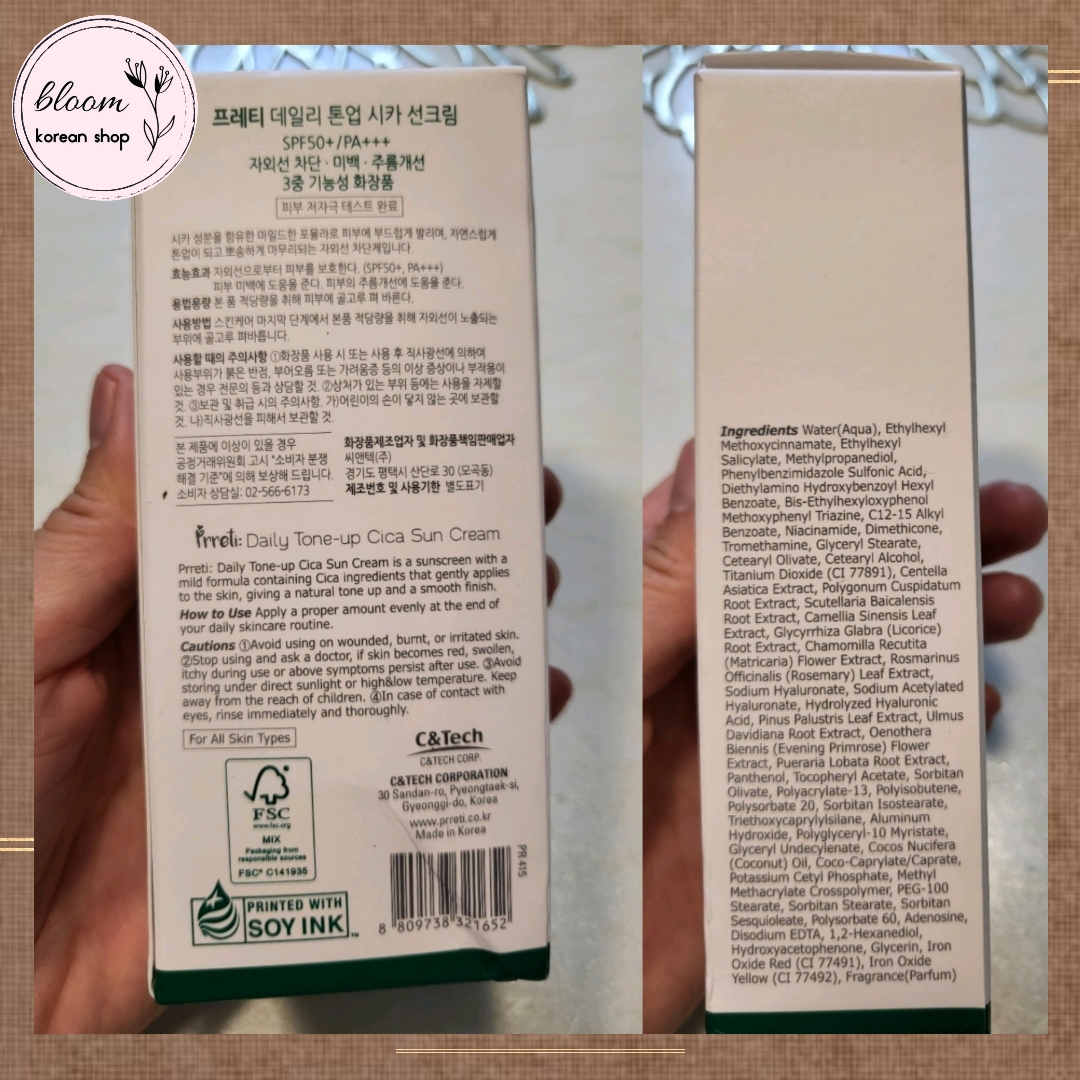 bloom
korean shop
프레티 데일리 톤업 시카 선크림
SPF50+/PA+++
자외선 차단 · 미백 · 주름개선
3중 기능성 화장품
피부 저자극 테스트 완료
시카 성분을 함유한 마일드한 포뮬라로 피부에 부드럽게 발리며, 자연스럽게
톤업이 되고 뽀송하게 마무리되는 자외선 차단제입니다.
효능효과 자외선으로부터 피부를 보호한다. (SPF50+, PA+++)
피부 미백에 도움을 준다. 피부의 주름개선에 도움을 준다.
용법용량 본 품 적당량을 취해 피부에 골고루 펴 바른다.
사용방법 스킨케어 마지막 단계에서 본품 적당량을 취해 자외선이 노출되는
부위에 골고루 펴바릅니다.
사용할 때의 주의사항 ①화장품 사용 시 또는 사용 후 직사광선에 의하여
사용부위가 붉은 반점, 부어오름 또는 가려움증 등의 이상 증상이나 부작용이
있는 경우 전문의 등과 상담할 것. ②상처가 있는 부위 등에는 사용을 자제할
것. ③보관 및 취급 시의 주의사항. 가)어린이의 손이 닿지 않는 곳에 보관할
것. 나)직사광선을 피해서 보관할 것.
본 제품에 이상이 있을 경우
공정거래위원회 고시 "소비자 분쟁
해결 기준"에 의해 보상해 드립니다.
소비자 상담실: 02-566-6173
화장품제조업자 및 화장품책임판매업자
씨앤텍(주)
경기도 평택시 산단로 30 (모곡동)
제조번호 및 사용기한 별도표기
Prreti: Daily Tone-up Cica Sun Cream
Prreti: Daily Tone-up Cica Sun Cream is a sunscreen with a
mild formula containing Cica ingredients that gently applies
to the skin, giving a natural tone up and a smooth finish.
How to Use Apply a proper amount evenly at the end of
your daily skincare routine.
Cautions ①Avoid using on wounded, burnt, or irritated skin.
②Stop using and ask a doctor, if skin becomes red, swollen,
itchy during use or above symptoms persist after use. ③Avoid
storing under direct sunlight or high&low temperature. Keep
away from the reach of children. ④In case of contact with
eyes, rinse immediately and thoroughly.
For All Skin Types
FSC
www.fsc.org
MIX
Packaging from
responsible sources
FSC® C141935
PRINTED WITH
SOY INK™
C&Tech
C&TECH CORP.
C&TECH CORPORATION
30 Sandan-ro, Pyeongtaek-si,
Gyeonggi-do, Korea
www.prreti.co.kr
Made in Korea
PR415
8 809738 321652
Ingredients Water(Aqua), Ethylhexyl
Methoxycinnamate, Ethylhexyl
Salicylate, Methylpropanediol,
Phenylbenzimidazole Sulfonic Acid,
Diethylamino Hydroxybenzoyl Hexyl
Benzoate, Bis-Ethylhexyloxyphenol
Methoxyphenyl Triazine, C12-15 Alkyl
Benzoate, Niacinamide, Dimethicone,
Tromethamine, Glyceryl Stearate,
Cetearyl Olivate, Cetearyl Alcohol,
Titanium Dioxide (CI 77891), Centella
Asiatica Extract, Polygonum Cuspidatum
Root Extract, Scutellaria Baicalensis
Root Extract, Camellia Sinensis Leaf
Extract, Glycyrrhiza Glabra (Licorice)
Root Extract, Chamomilla Recutita
(Matricaria) Flower Extract, Rosmarinus
Officinalis (Rosemary) Leaf Extract,
Sodium Hyaluronate, Sodium Acetylated
Hyaluronate, Hydrolyzed Hyaluronic
Acid, Pinus Palustris Leaf Extract, Ulmus
Davidiana Root Extract, Oenothera
Biennis (Evening Primrose) Flower
Extract, Pueraria Lobata Root Extract,
Panthenol, Tocopheryl Acetate, Sorbitan
Olivate, Polyacrylate-13, Polyisobutene,
Polysorbate 20, Sorbitan Isostearate,
Triethoxycaprylylsilane, Aluminum
Hydroxide, Polyglyceryl-10 Myristate,
Glyceryl Undecylenate, Cocos Nucifera
(Coconut) Oil, Coco-Caprylate/Caprate,
Potassium Cetyl Phosphate, Methyl
Methacrylate Crosspolymer, PEG-100
Stearate, Sorbitan Stearate, Sorbitan
Sesquioleate, Polysorbate 60, Adenosine,
Disodium EDTA, 1,2-Hexanediol,
Hydroxyacetophenone, Glycerin, Iron
Oxide Red (CI 77491), Iron Oxide
Yellow (CI 77492), Fragrance(Parfum)